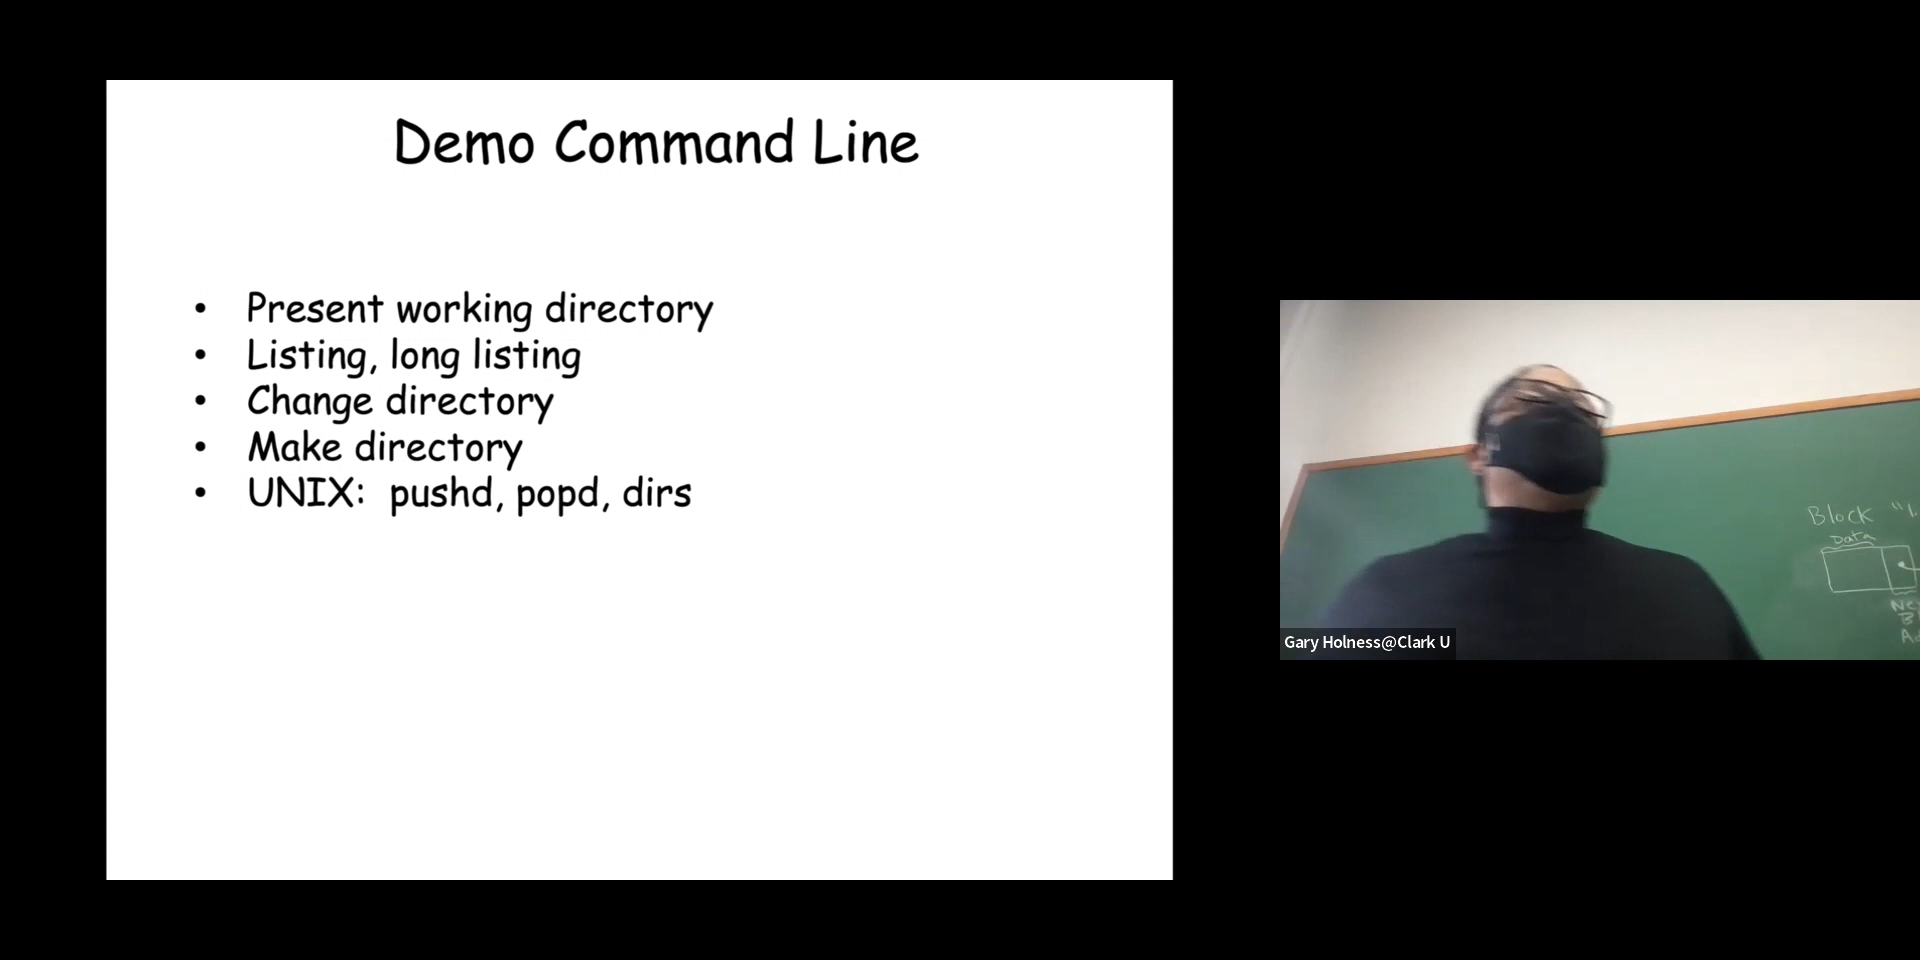 Demo Command Line
• Present working directory
• Listing, long listing
• Change directory
• Make directory
• UNIX: pushd, popd, dirs
Block
Data
Gary Holness@Clark U